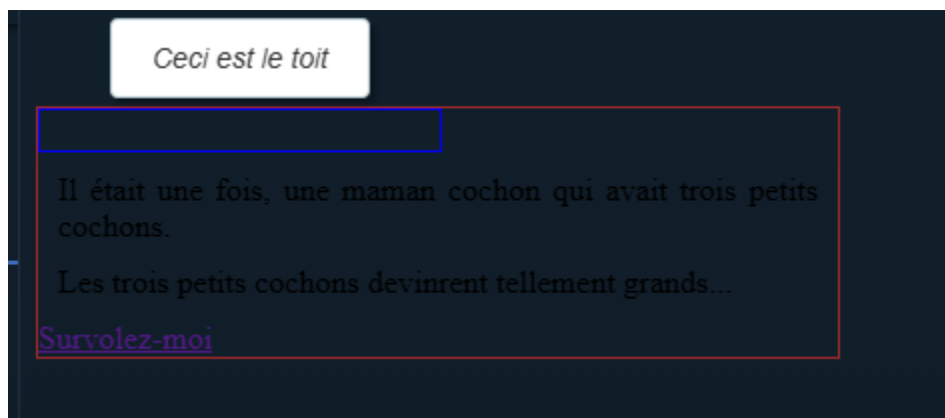 Ceci est le toit
Il était une fois, une maman cochon qui avait trois petits
cochons.
Les trois petits cochons devinrent tellement grands...
Survolez-moi